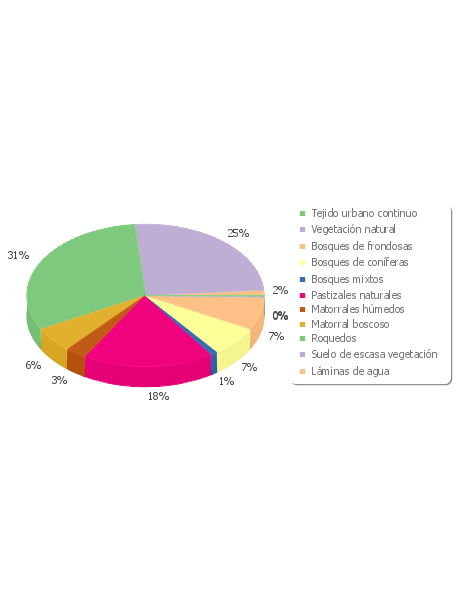 Tejido urbano continuo
Vegetación natural
25%
Bosques de frondosas
31%
Bosques de coníferas
Bosques mixtos
2%
Pastizales naturales
Matorrales húmedos
0%
Matorral boscoso
7%
Roquedos
Suelo de escasa vegetación
6%
7%
Láminas de agua
3%
1%
18%